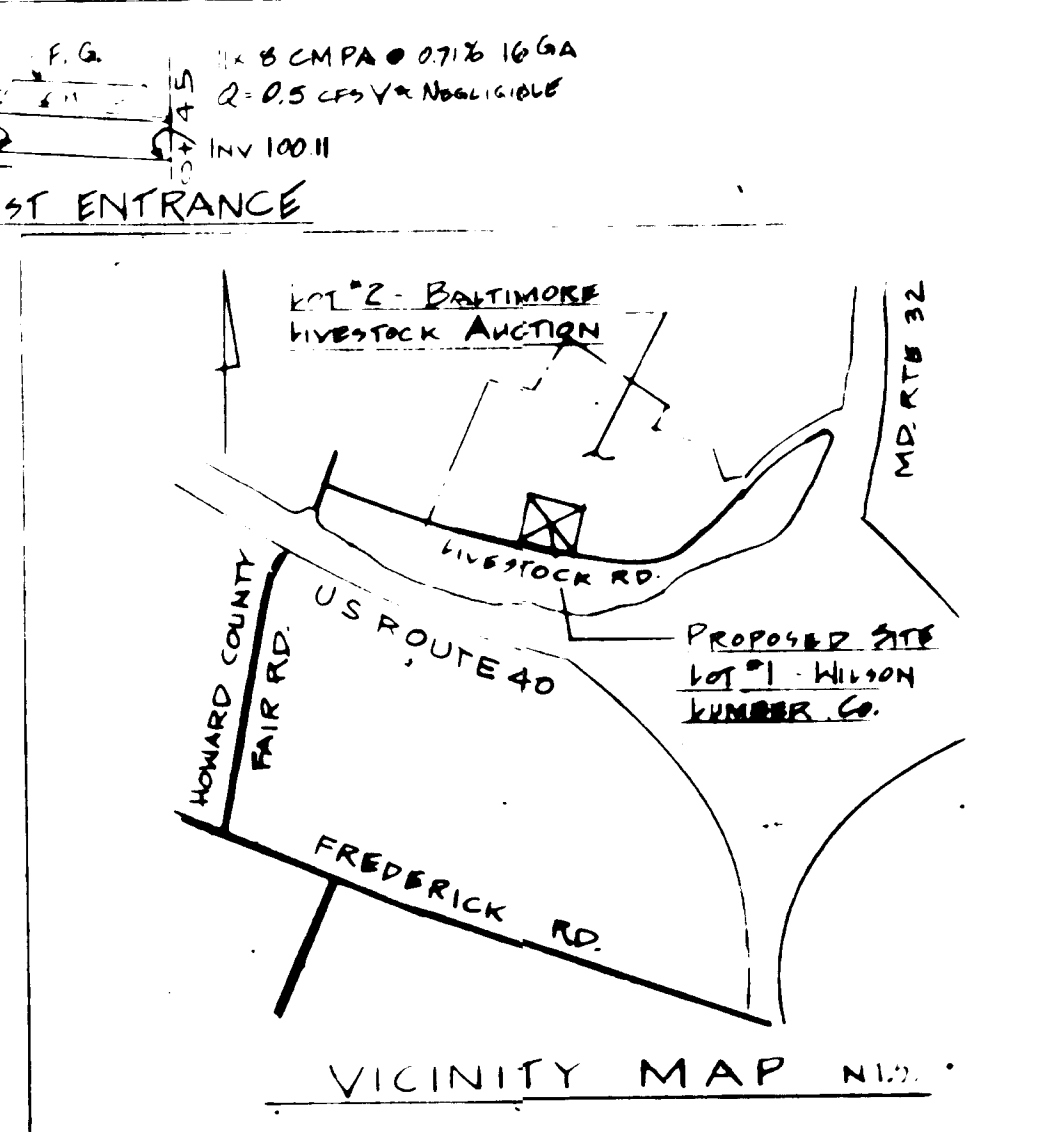 F. G.
8 CMPA @ 0.71% 16 GA
Q = 0.5 CFS V = NEGLIGIBLE
0+45
INV 100.11
ST ENTRANCE
LOT #2 - BALTIMORE
LIVESTOCK AUCTION
MD. RTE 32
LIVESTOCK RD.
US ROUTE 40
HOWARD COUNTY
FAIR RD.
PROPOSED SITE
LOT #1 - WILSON
LUMBER Co.
FREDERICK RD.
VICINITY MAP